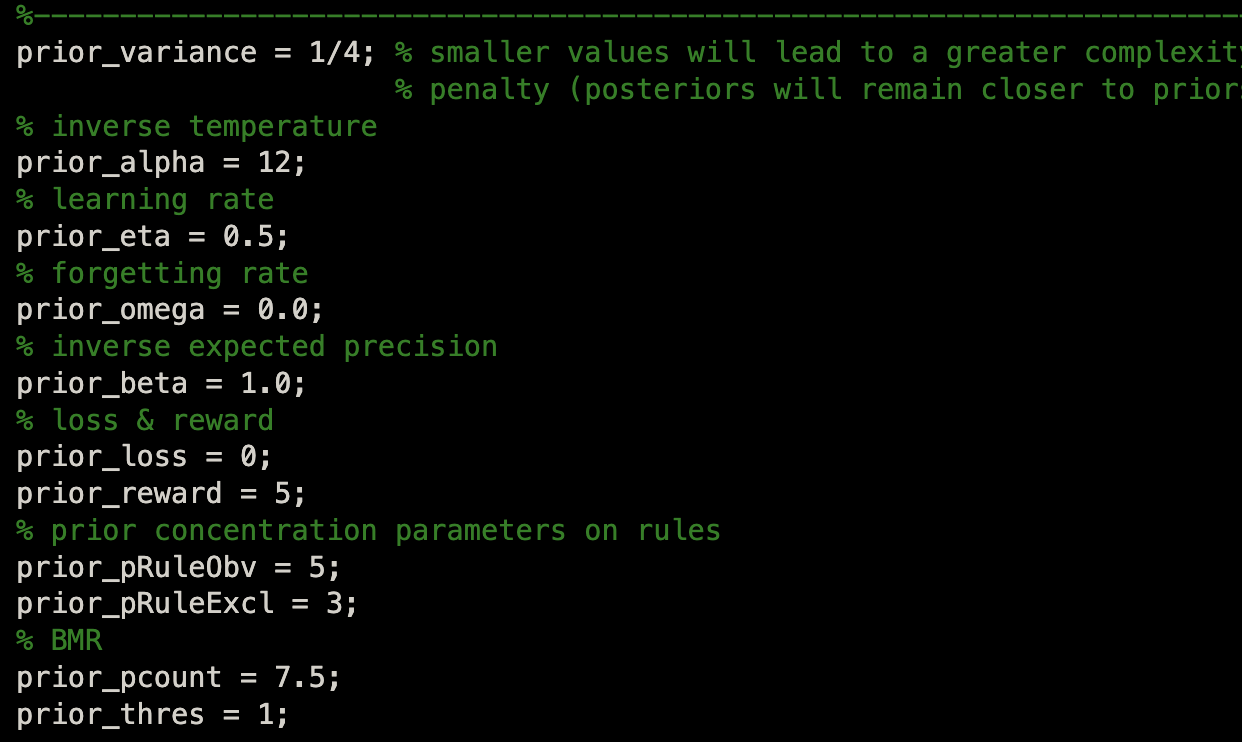 %------------------------------------------------------------------------
prior_variance = 1/4; % smaller values will lead to a greater complexity
% penalty (posteriors will remain closer to priors
% inverse temperature
prior_alpha = 12;
% learning rate
prior_eta = 0.5;
% forgetting rate
prior_omega = 0.0;
% inverse expected precision
prior_beta = 1.0;
% loss & reward
prior_loss = 0;
prior_reward = 5;
% prior concentration parameters on rules
prior_pRuleObv = 5;
prior_pRuleExcl = 3;
% BMR
prior_pcount = 7.5;
prior_thres = 1;